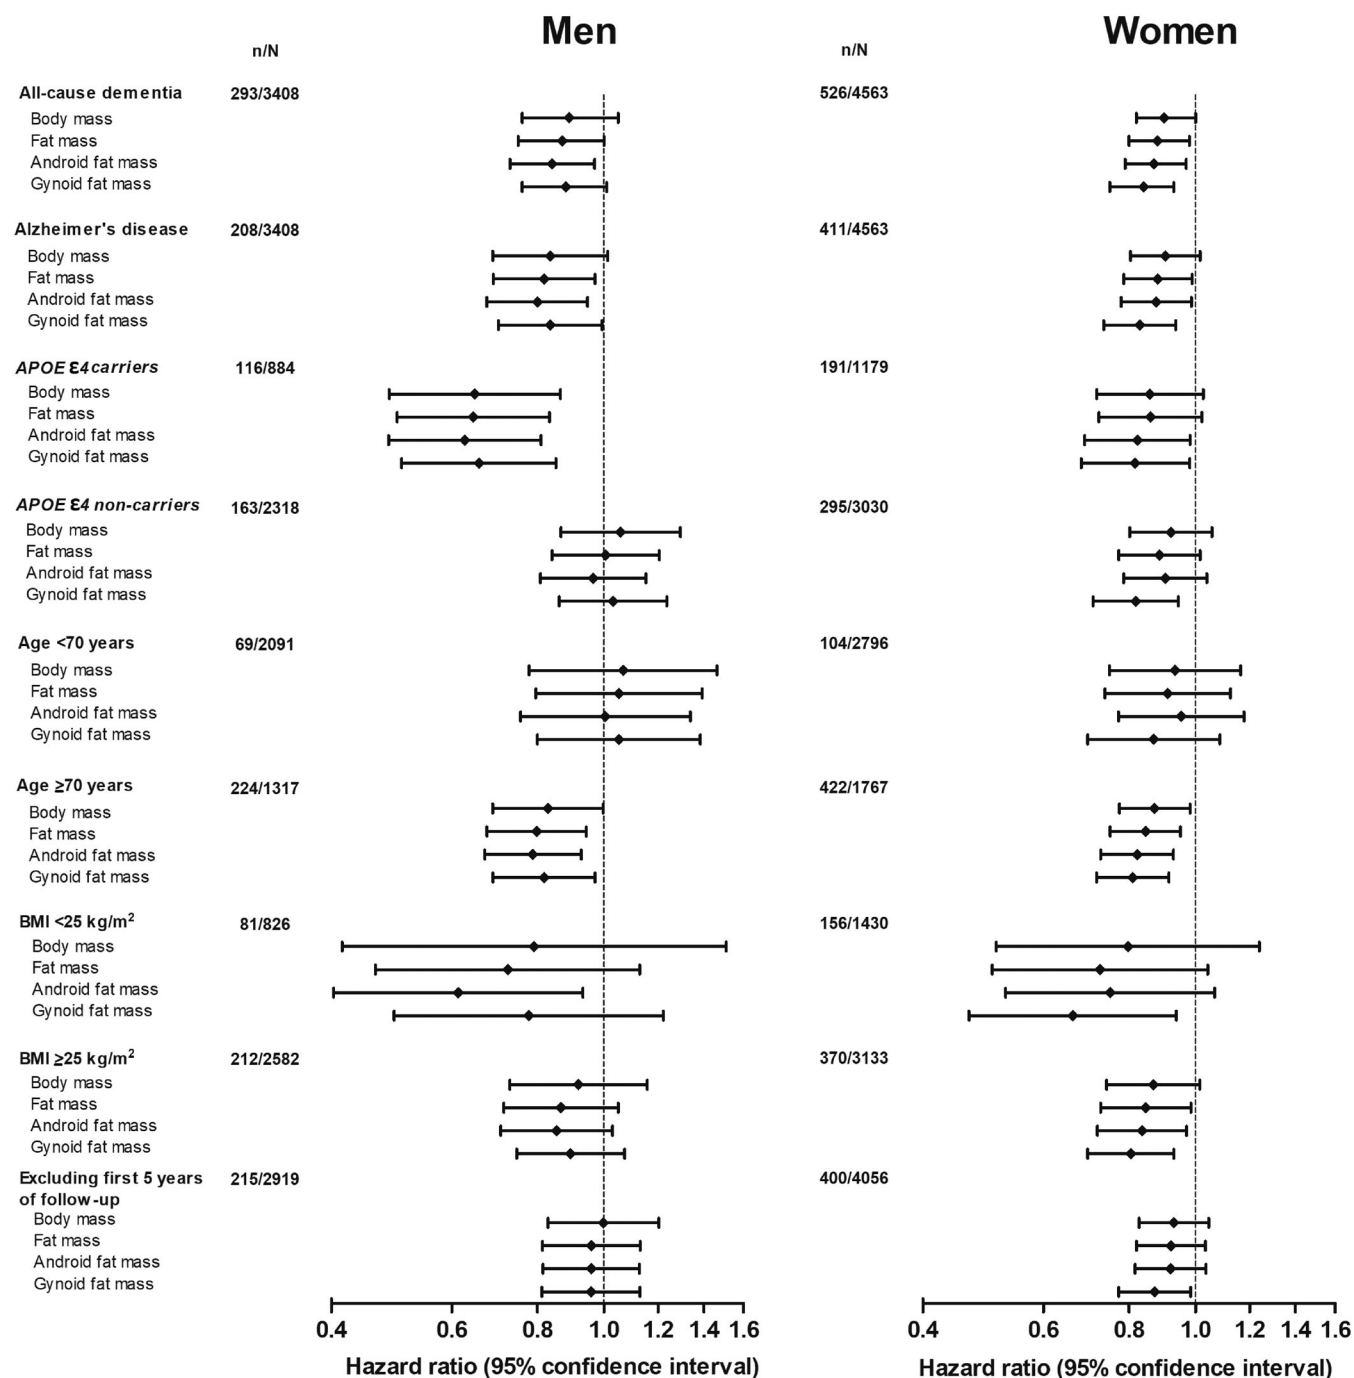 Men
Women
n/N
n/N
All-cause dementia 293/3408 526/4563
Body mass
Fat mass
Android fat mass
Gynoid fat mass
Alzheimer's disease 208/3408 411/4563
Body mass
Fat mass
Android fat mass
Gynoid fat mass
APOE ε4 carriers 116/884 191/1179
Body mass
Fat mass
Android fat mass
Gynoid fat mass
APOE ε4 non-carriers 163/2318 295/3030
Body mass
Fat mass
Android fat mass
Gynoid fat mass
Age <70 years 69/2091 104/2796
Body mass
Fat mass
Android fat mass
Gynoid fat mass
Age ≥70 years 224/1317 422/1767
Body mass
Fat mass
Android fat mass
Gynoid fat mass
BMI <25 kg/m² 81/826 156/1430
Body mass
Fat mass
Android fat mass
Gynoid fat mass
BMI ≥25 kg/m² 212/2582 370/3133
Body mass
Fat mass
Android fat mass
Gynoid fat mass
Excluding first 5 years 215/2919 400/4056
of follow-up
Body mass
Fat mass
Android fat mass
Gynoid fat mass
0.4 0.6 0.8 1.0 1.2 1.4 1.6
0.4 0.6 0.8 1.0 1.2 1.4 1.6
Hazard ratio (95% confidence interval)
Hazard ratio (95% confidence interval)